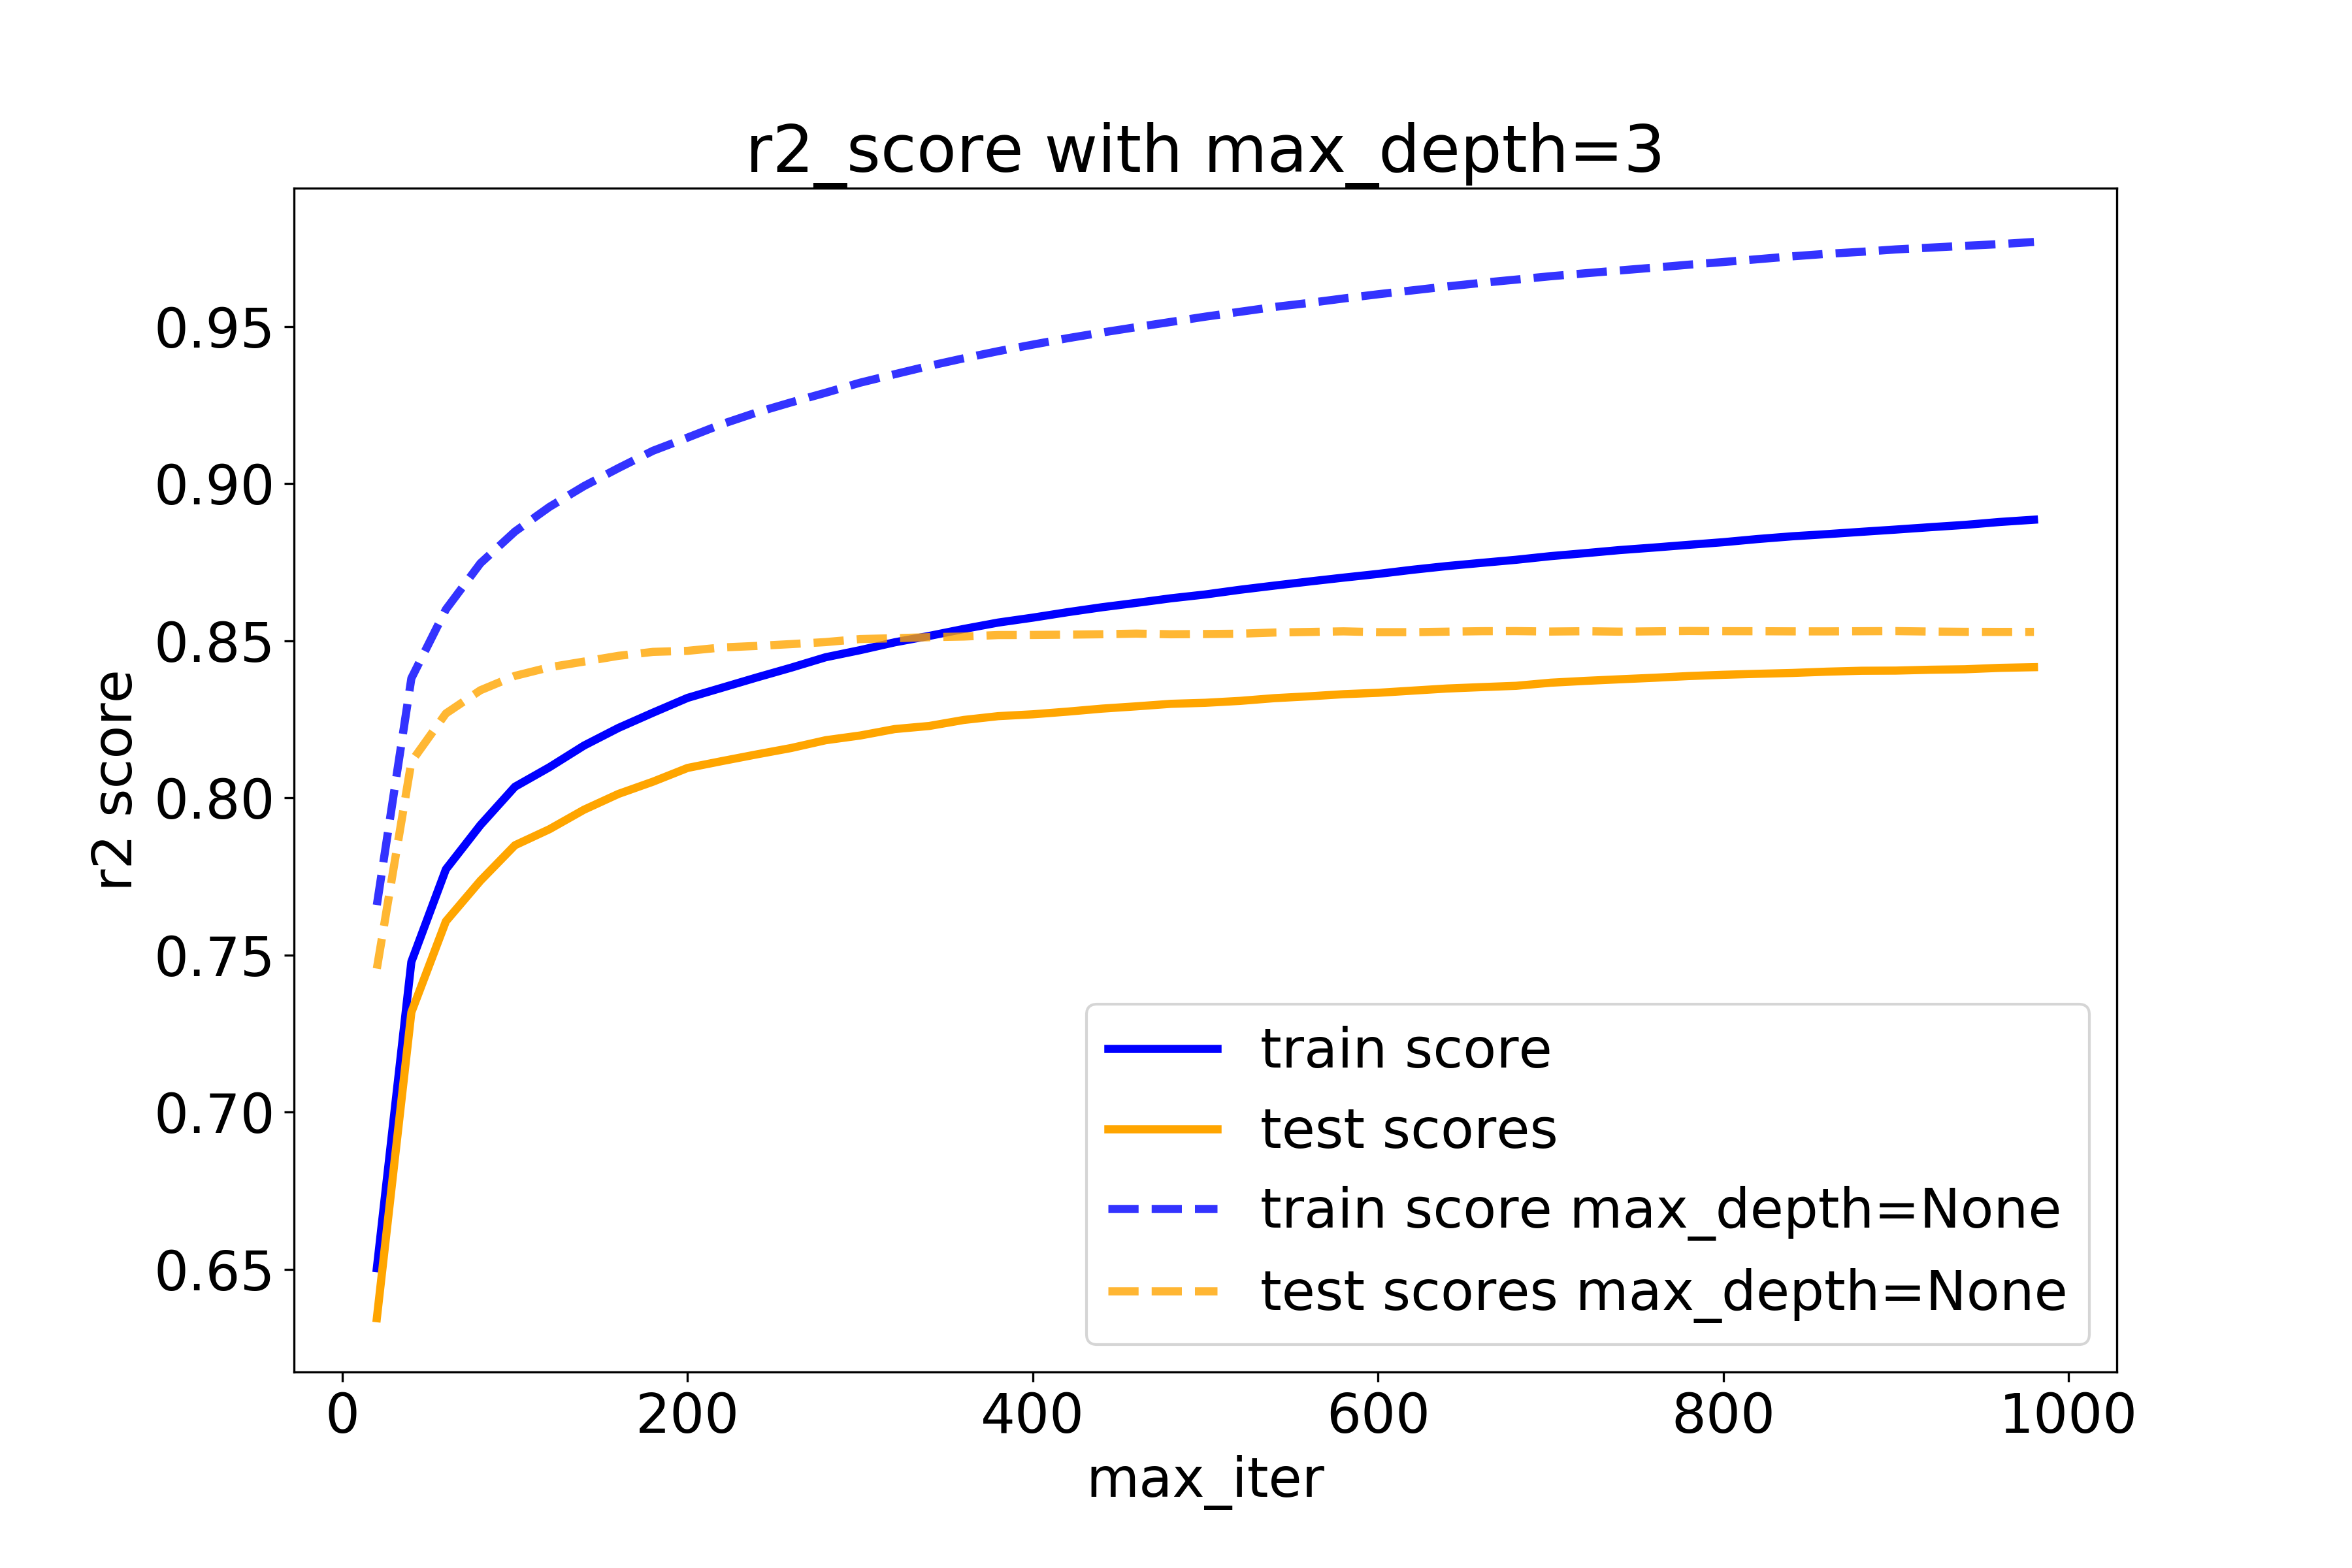 r2_score with max_depth=3
r2 score
0.95
0.90
0.85
0.80
0.75
0.70
0.65
train score
test scores
train score max_depth=None
test scores max_depth=None
0 200 400 600 800 1000
max_iter